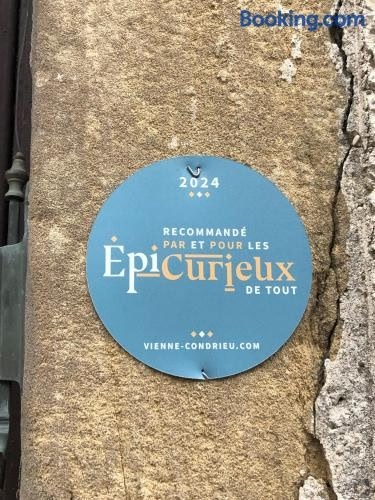 Booking.com
2024
RECOMMANDÉ
PAR ET POUR LES
ÉpiCurieux
DE TOUT
VIENNE-CONDRIEU.COM